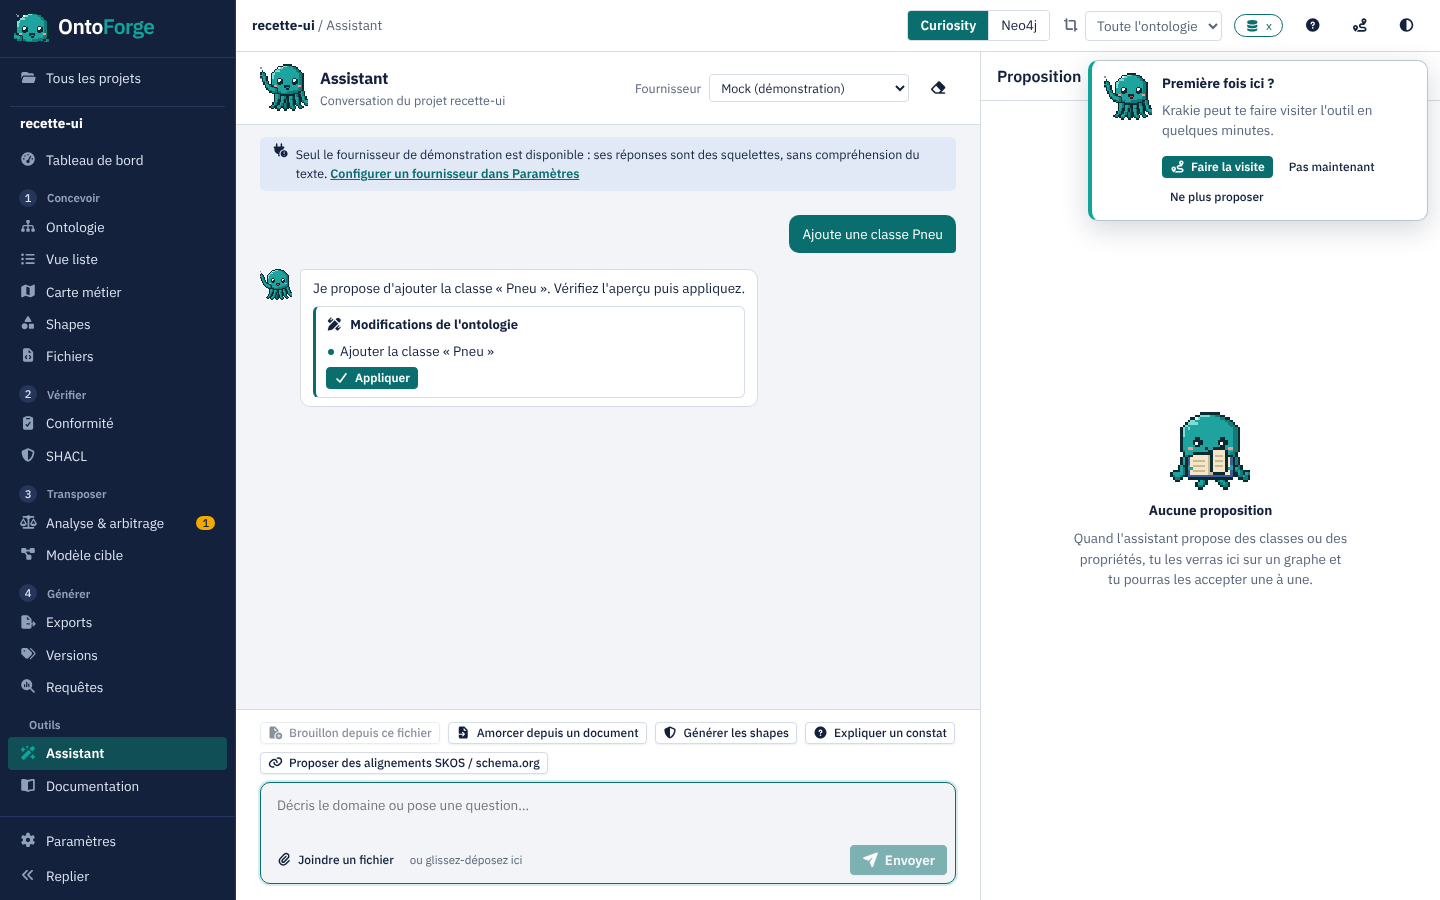 OntoForge
Tous les projets
recette-ui
Tableau de bord
1 Concevoir
Ontologie
Vue liste
Carte métier
Shapes
Fichiers
2 Vérifier
Conformité
SHACL
3 Transposer
Analyse & arbitrage 1
Modèle cible
4 Générer
Exports
Versions
Requêtes
Outils
Assistant
Documentation
Paramètres
Replier
recette-ui / Assistant
Curiosity Neo4j
Toute l'ontologie
x
Assistant
Conversation du projet recette-ui
Fournisseur Mock (démonstration)
Seul le fournisseur de démonstration est disponible : ses réponses sont des squelettes, sans compréhension du
texte. Configurer un fournisseur dans Paramètres
Ajoute une classe Pneu
Je propose d'ajouter la classe « Pneu ». Vérifiez l'aperçu puis appliquez.
Modifications de l'ontologie
Ajouter la classe « Pneu »
Appliquer
Brouillon depuis ce fichier
Amorcer depuis un document
Générer les shapes
Expliquer un constat
Proposer des alignements SKOS / schema.org
Décris le domaine ou pose une question...
Joindre un fichier ou glissez-déposez ici
Envoyer
Proposition
Première fois ici ?
Krakie peut te faire visiter l'outil en
quelques minutes.
Faire la visite Pas maintenant
Ne plus proposer
Aucune proposition
Quand l'assistant propose des classes ou des
propriétés, tu les verras ici sur un graphe et
tu pourras les accepter une à une.